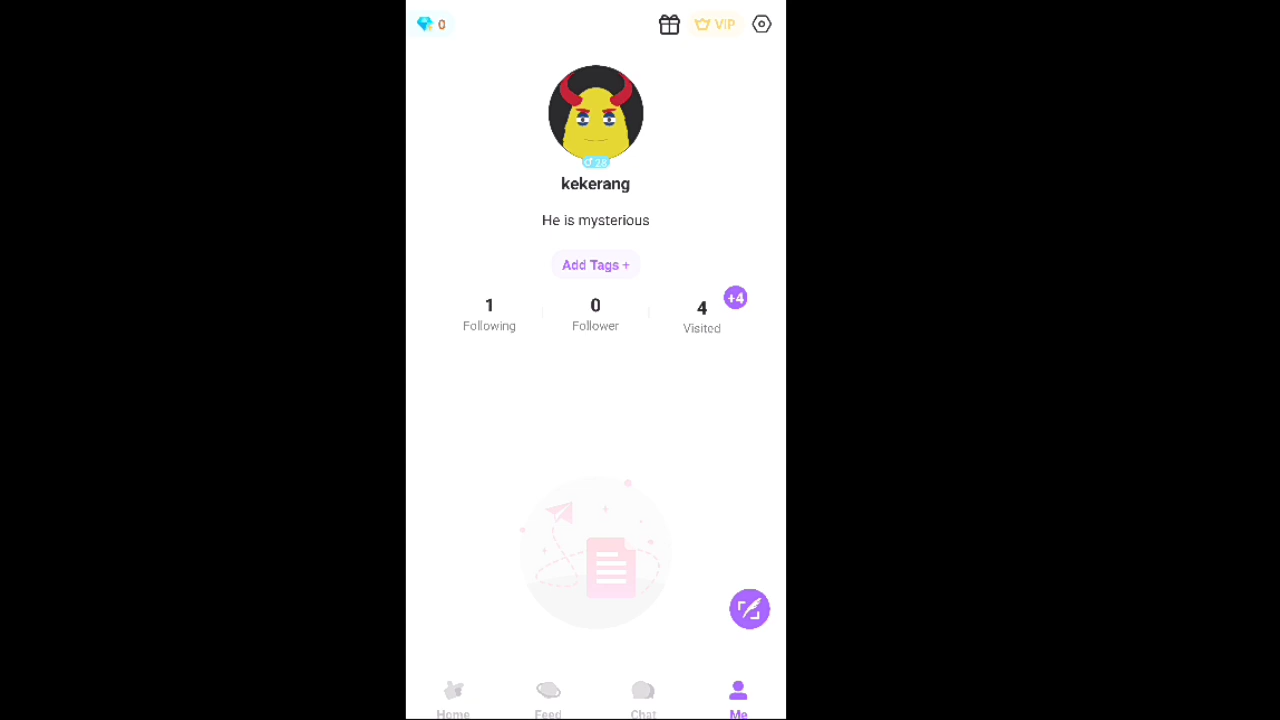 0 VIP
28
kekerang
He is mysterious
Add Tags +
1 0 4 +4
Following Follower Visited
Home Feed Chat Me